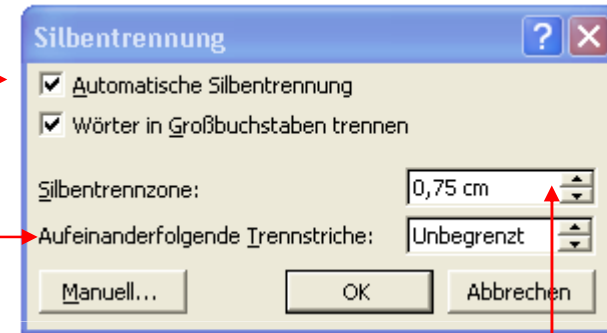 Silbentrennung
Automatische Silbentrennung
Wörter in Großbuchstaben trennen
Silbentrennzone: 0,75 cm
Aufeinanderfolgende Trennstriche: Unbegrenzt
Manuell... OK Abbrechen